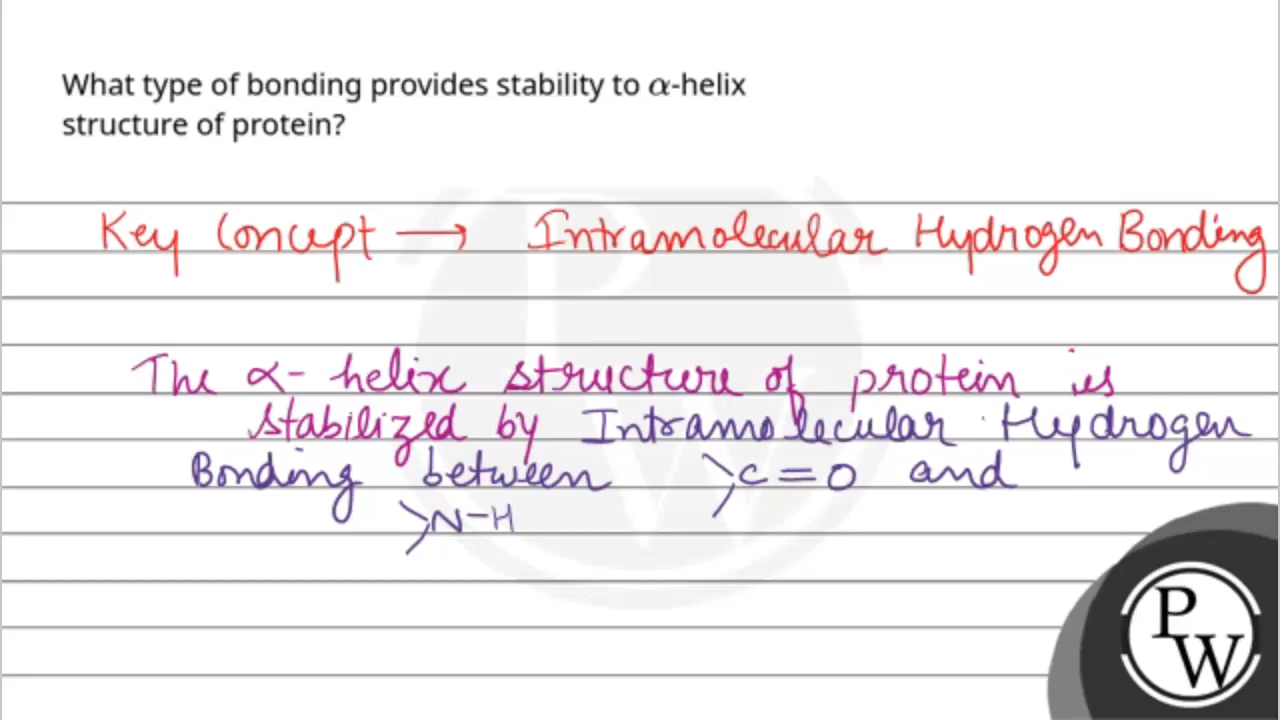 What type of bonding provides stability to α-helix
structure of protein?
Key Concept → Intramolecular Hydrogen Bonding
The α- helix structure of protein is
stabilized by Intramolecular Hydrogen
Bonding between >C=O and
>N-H
PW